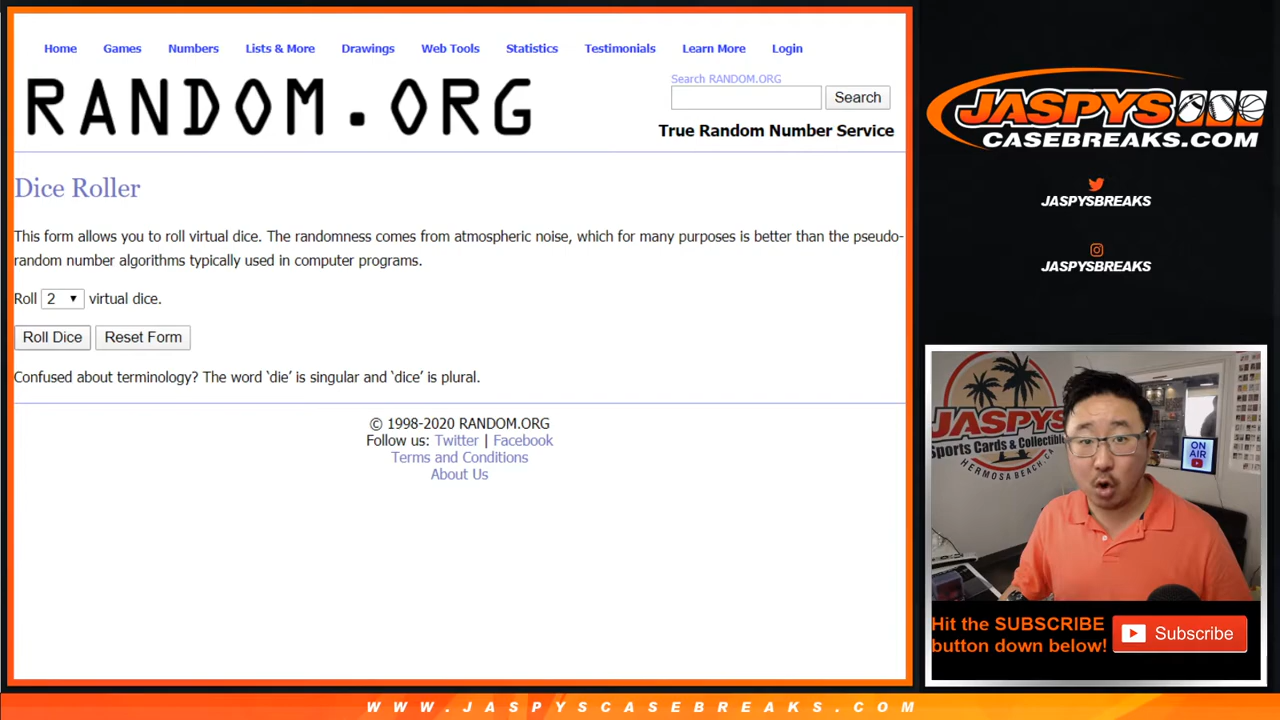 Home Games Numbers Lists & More Drawings Web Tools Statistics Testimonials Learn More Login
RANDOM.ORG
Search RANDOM.ORG
Search
True Random Number Service
Dice Roller
This form allows you to roll virtual dice. The randomness comes from atmospheric noise, which for many purposes is better than the pseudo-
random number algorithms typically used in computer programs.
Roll 2 virtual dice.
Roll Dice Reset Form
Confused about terminology? The word ‘die’ is singular and ‘dice’ is plural.
© 1998-2020 RANDOM.ORG
Follow us: Twitter | Facebook
Terms and Conditions
About Us
JASPYS
CASEBREAKS.COM
JASPYSBREAKS
JASPYSBREAKS
JASPYS
Sports Cards & Collectible
HERMOSA BEACH, CA
ON
AIR
Hit the SUBSCRIBE
button down below!
Subscribe
WWW.JASPYSCASEBREAKS.COM